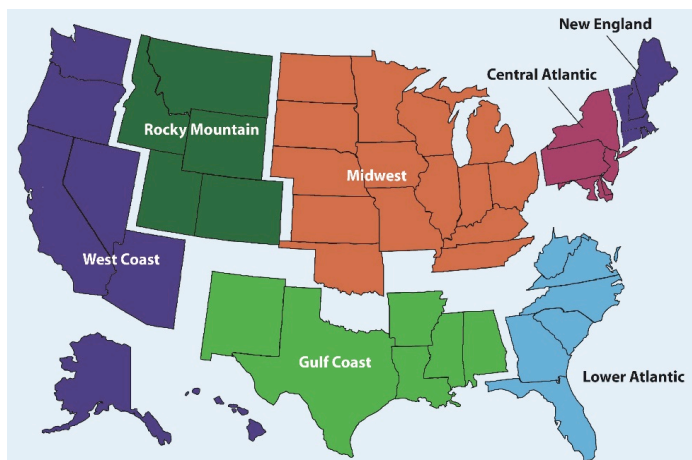 New England
Central Atlantic
Rocky Mountain
Midwest
West Coast
Gulf Coast
Lower Atlantic